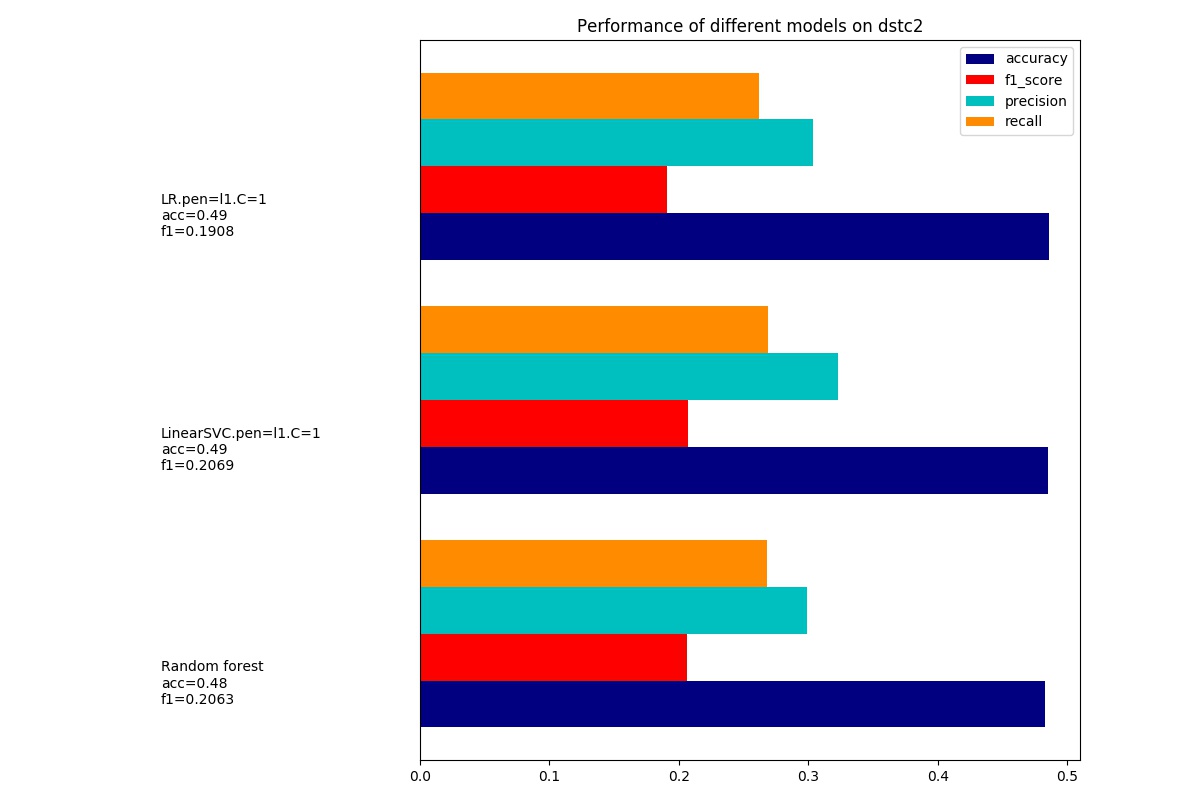 Performance of different models on dstc2
accuracy
f1_score
precision
recall
LR.pen=l1.C=1
acc=0.49
f1=0.1908
LinearSVC.pen=l1.C=1
acc=0.49
f1=0.2069
Random forest
acc=0.48
f1=0.2063
0.0 0.1 0.2 0.3 0.4 0.5